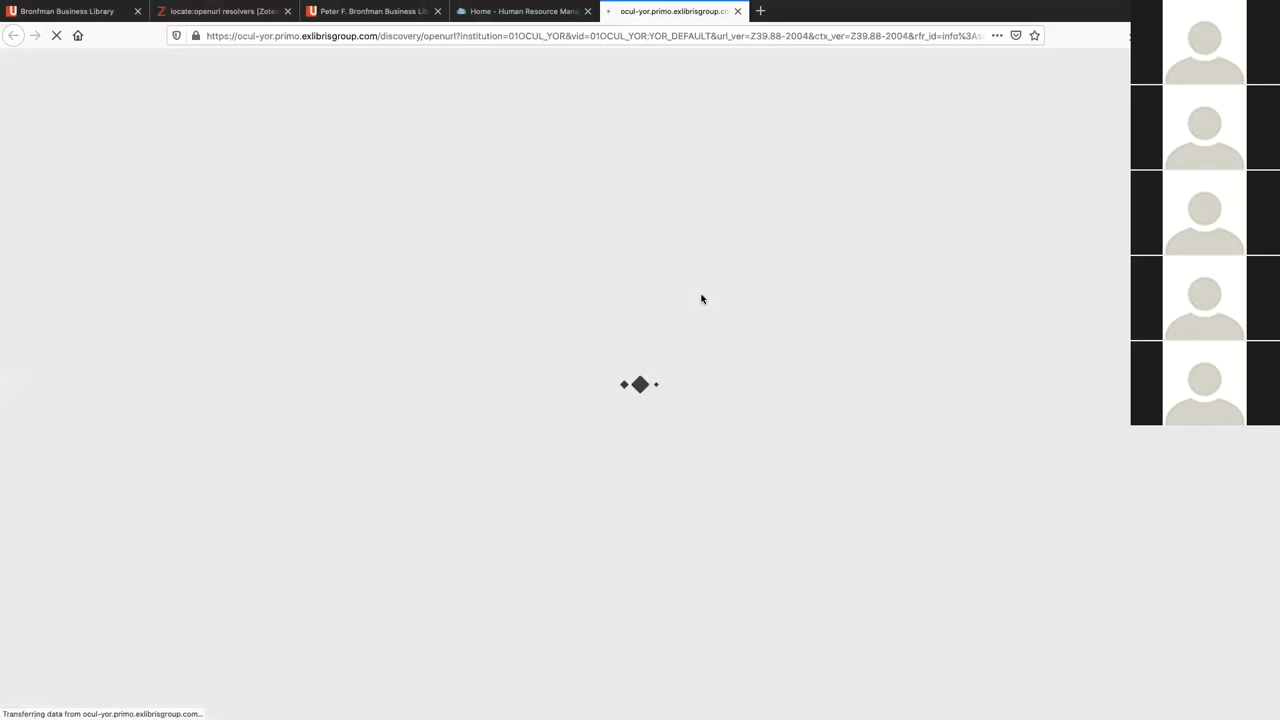 Bronfman Business Library
locate:openurl resolvers [Zote
Peter F. Bronfman Business Lib
Home - Human Resource Mana
ocul-yor.primo.exlibrisgroup.co
https://ocul-yor.primo.exlibrisgroup.com/discovery/openurl?institution=01OCUL_YOR&vid=01OCUL_YOR:YOR_DEFAULT&url_ver=Z39.88-2004&ctx_ver=Z39.88-2004&rfr_id=info%3As
Transferring data from ocul-yor.primo.exlibrisgroup.com...